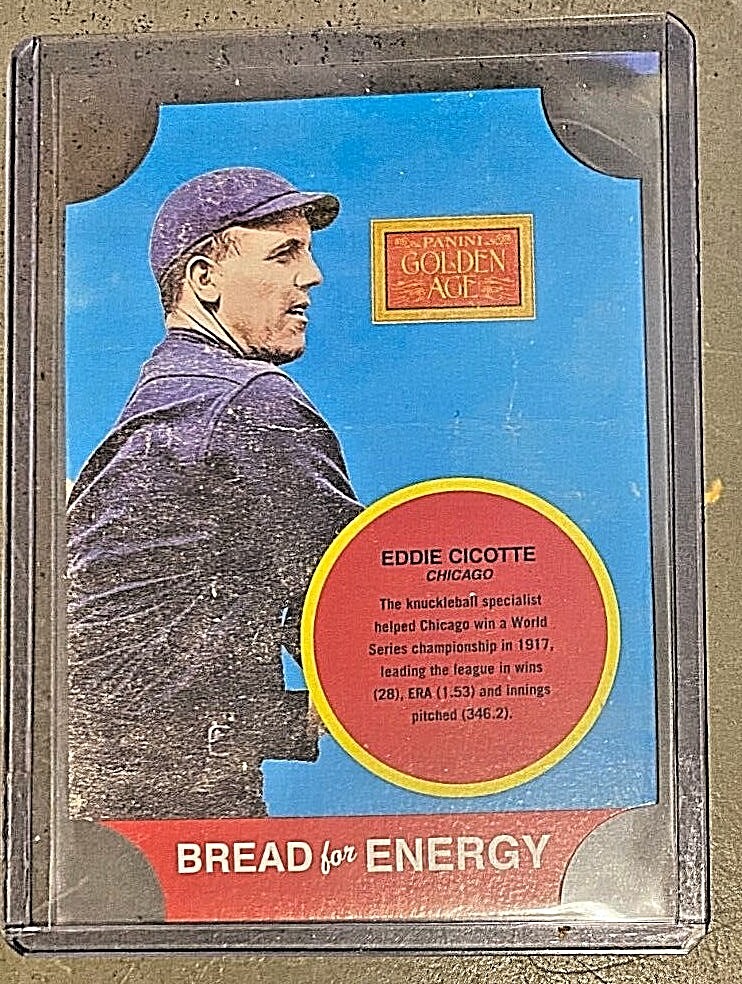 PANINI
GOLDEN
AGE
EDDIE CICOTTE
CHICAGO
The knuckleball specialist
helped Chicago win a World
Series championship in 1917,
leading the league in wins
(28), ERA (1.53) and innings
pitched (346.2).
BREAD for ENERGY